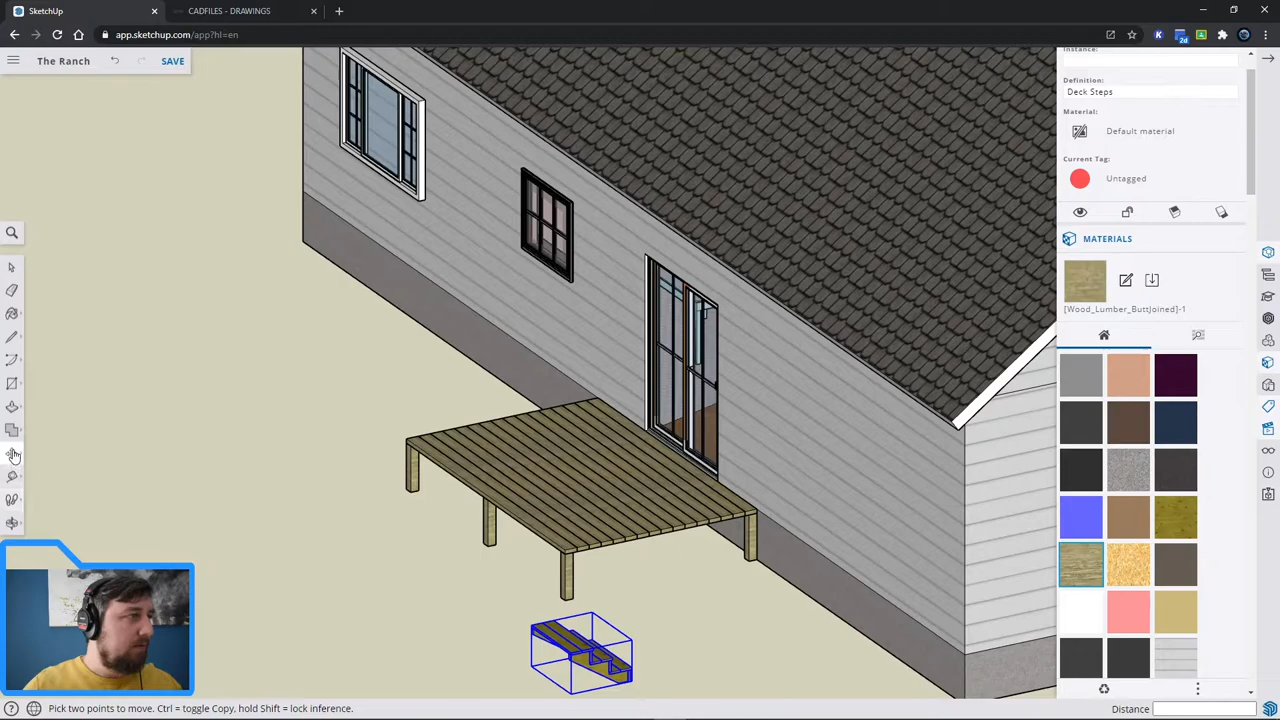 SketchUp
CADFILES - DRAWINGS
app.sketchup.com/app?hl=en
The Ranch
SAVE
Instance:
Definition:
Deck Steps
Material:
Default material
Current Tag:
Untagged
MATERIALS
[Wood_Lumber_ButtJoined]-1
Pick two points to move. Ctrl = toggle Copy, hold Shift = lock inference.
Distance